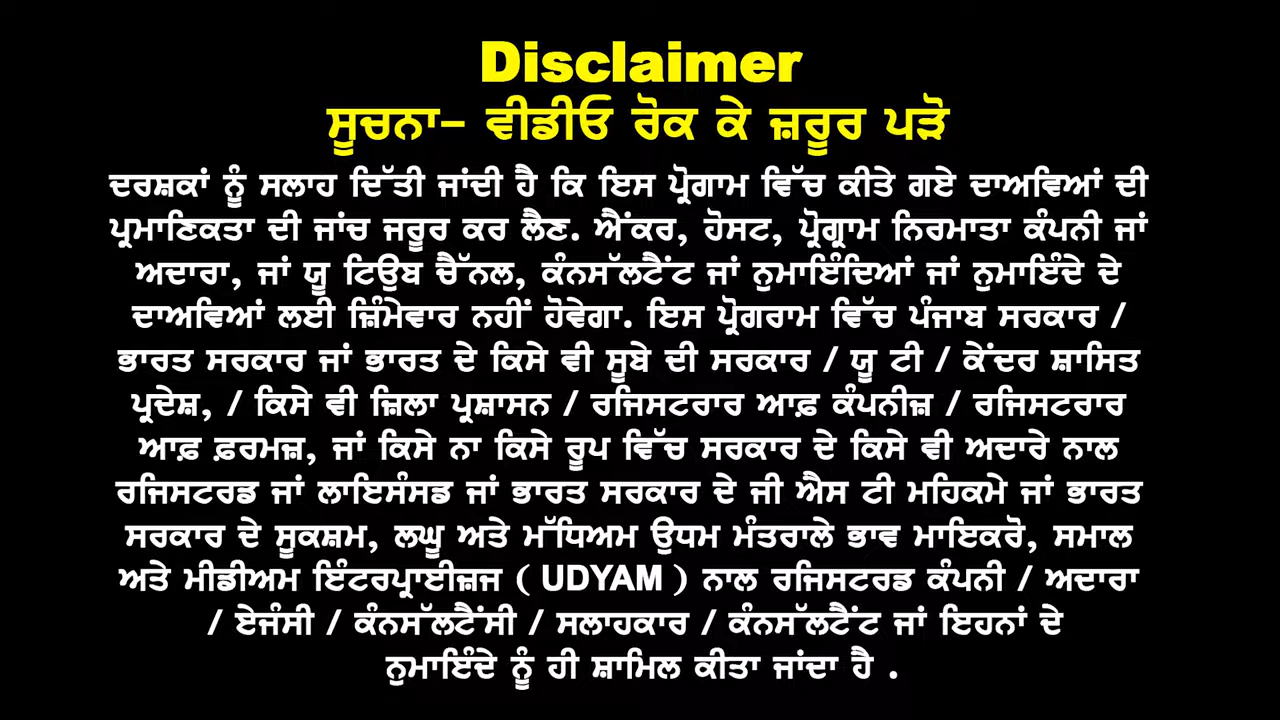 Disclaimer
ਸੂਚਨਾ- ਵੀਡੀਓ ਰੋਕ ਕੇ ਜ਼ਰੂਰ ਪੜੋ
ਦਰਸ਼ਕਾਂ ਨੂੰ ਸਲਾਹ ਦਿੱਤੀ ਜਾਂਦੀ ਹੈ ਕਿ ਇਸ ਪ੍ਰੋਗਾਮ ਵਿੱਚ ਕੀਤੇ ਗਏ ਦਾਅਵਿਆਂ ਦੀ
ਪ੍ਰਮਾਣਿਕਤਾ ਦੀ ਜਾਂਚ ਜਰੂਰ ਕਰ ਲੈਣ. ਐਂਕਰ, ਹੋਸਟ, ਪ੍ਰੋਗ੍ਰਾਮ ਨਿਰਮਾਤਾ ਕੰਪਨੀ ਜਾਂ
ਅਦਾਰਾ, ਜਾਂ ਯੂ ਟਿਉਬ ਚੈੱਨਲ, ਕੰਨਸੱਲਟੈਂਟ ਜਾਂ ਨੁਮਾਇੰਦਿਆਂ ਜਾਂ ਨੁਮਾਇੰਦੇ ਦੇ
ਦਾਅਵਿਆਂ ਲਈ ਜ਼ਿੰਮੇਵਾਰ ਨਹੀਂ ਹੋਵੇਗਾ. ਇਸ ਪ੍ਰੋਗਰਾਮ ਵਿੱਚ ਪੰਜਾਬ ਸਰਕਾਰ /
ਭਾਰਤ ਸਰਕਾਰ ਜਾਂ ਭਾਰਤ ਦੇ ਕਿਸੇ ਵੀ ਸੂਬੇ ਦੀ ਸਰਕਾਰ / ਯੂ ਟੀ / ਕੇਂਦਰ ਸ਼ਾਸਿਤ
ਪ੍ਰਦੇਸ਼, / ਕਿਸੇ ਵੀ ਜ਼ਿਲਾ ਪ੍ਰਸ਼ਾਸਨ / ਰਜਿਸਟਰਾਰ ਆਫ਼ ਕੰਪਨੀਜ਼ / ਰਜਿਸਟਰਾਰ
ਆਫ਼ ਫ਼ਰਮਜ਼, ਜਾਂ ਕਿਸੇ ਨਾ ਕਿਸੇ ਰੂਪ ਵਿੱਚ ਸਰਕਾਰ ਦੇ ਕਿਸੇ ਵੀ ਅਦਾਰੇ ਨਾਲ
ਰਜਿਸਟਰਡ ਜਾਂ ਲਾਇਸੰਸਡ ਜਾਂ ਭਾਰਤ ਸਰਕਾਰ ਦੇ ਜੀ ਐਸ ਟੀ ਮਹਿਕਮੇ ਜਾਂ ਭਾਰਤ
ਸਰਕਾਰ ਦੇ ਸੂਕਸ਼ਮ, ਲਘੂ ਅਤੇ ਮੱਧਿਅਮ ਉਧਮ ਮੰਤਰਾਲੇ ਭਾਵ ਮਾਇਕਰੋ, ਸਮਾਲ
ਅਤੇ ਮੀਡੀਅਮ ਇੰਟਰਪ੍ਰਾਈਜ਼ਜ ( UDYAM ) ਨਾਲ ਰਜਿਸਟਰਡ ਕੰਪਨੀ / ਅਦਾਰਾ
/ ਏਜੰਸੀ / ਕੰਨਸੱਲਟੈਂਸੀ / ਸਲਾਹਕਾਰ / ਕੰਨਸੱਲਟੈਂਟ ਜਾਂ ਇਹਨਾਂ ਦੇ
ਨੁਮਾਇੰਦੇ ਨੂੰ ਹੀ ਸ਼ਾਮਿਲ ਕੀਤਾ ਜਾਂਦਾ ਹੈ .